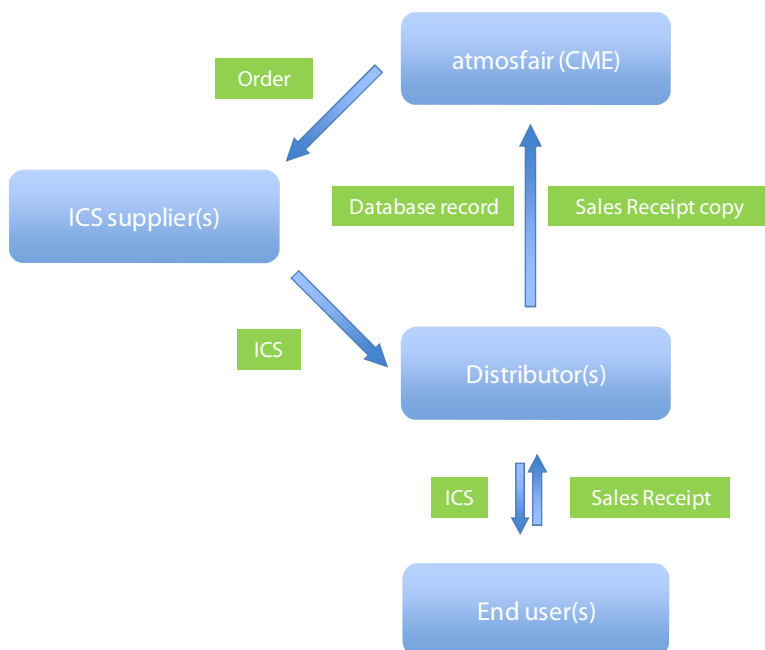 atmosfair (CME)
Order
ICS supplier(s)
Database record
Sales Receipt copy
ICS
Distributor(s)
ICS
Sales Receipt
End user(s)